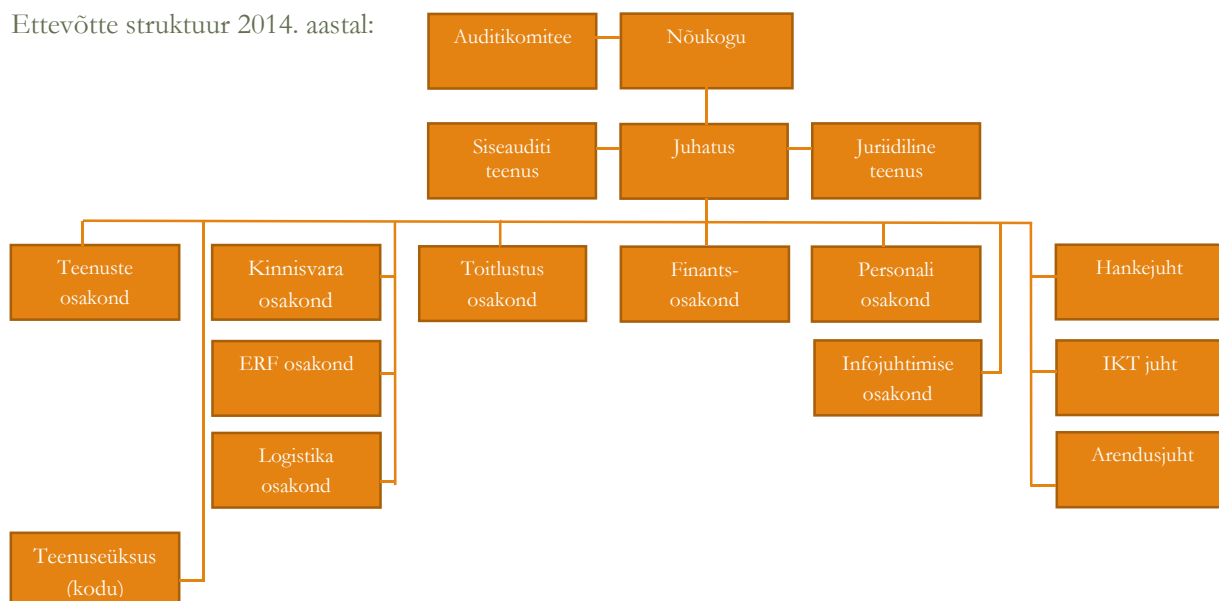 Ettevõtte struktuur 2014. aastal:
Auditikomitee
Nõukogu
Siseauditi
teenus
Juhatus
Juriidiline
teenus
Teenuste
osakond
Kinnisvara
osakond
Toitlustus
osakond
Finants-
osakond
Personali
osakond
Hankejuht
ERF osakond
Infojuhtimise
osakond
IKT juht
Logistika
osakond
Arendusjuht
Teenuseüksus
(kodu)